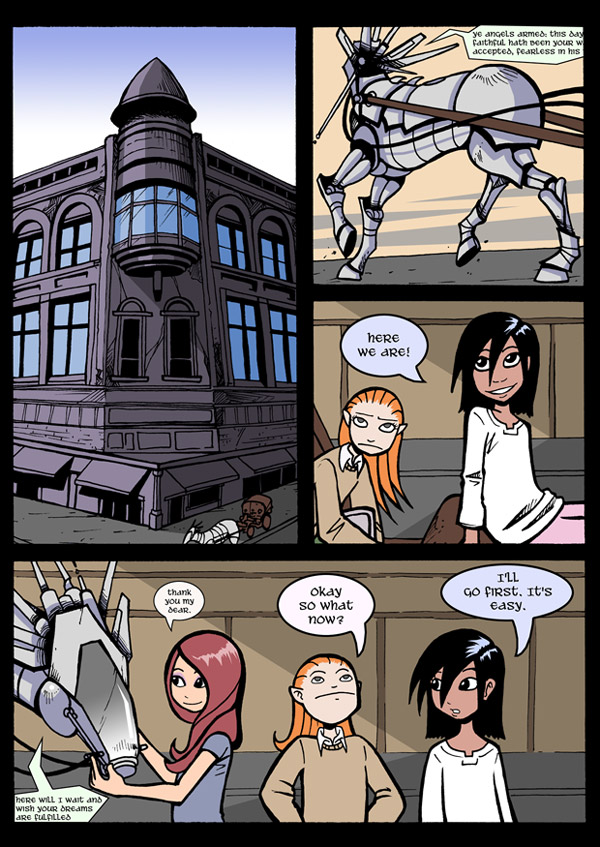 ye angels armed: this day
faithful hath been your w
accepted, fearless in his
here
we are!
thank
you my
dear.
okay
so what
now?
I'll
go first. It's
easy.
here will I wait and
wish your dreams
are fulfilled